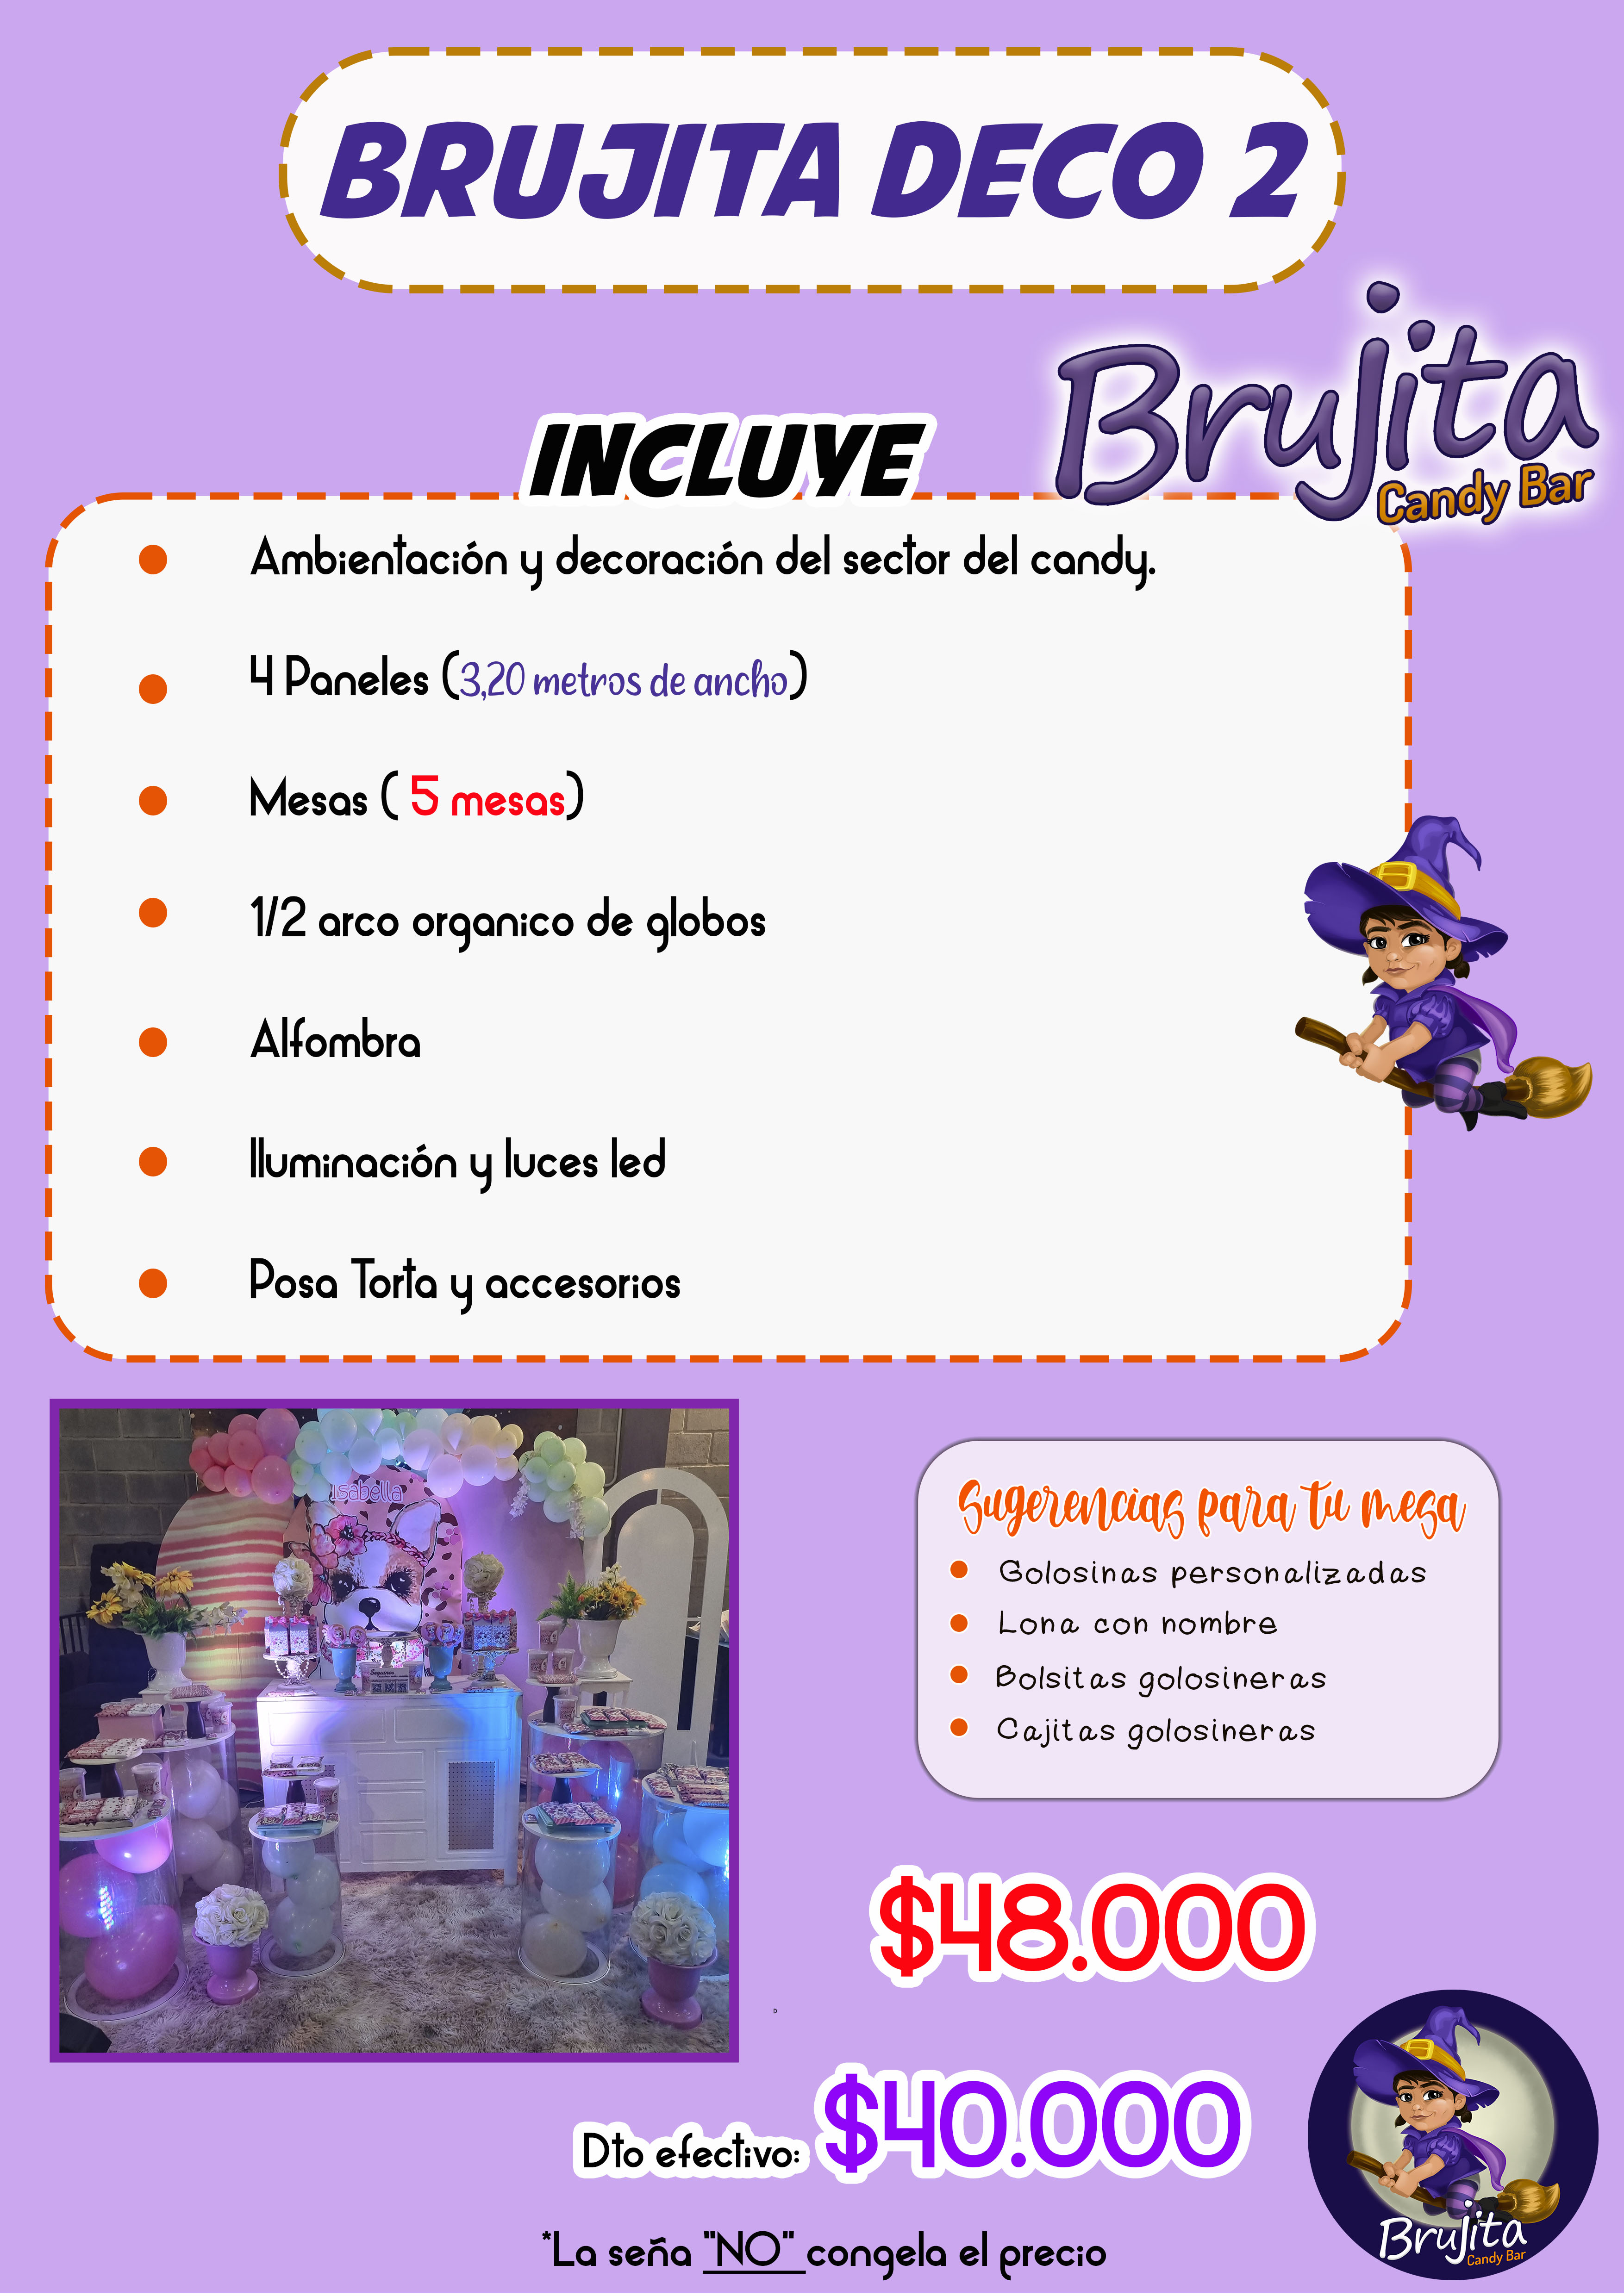 BRUJITA DECO 2
Brujita
Candy Bar
INCLUYE
Ambientación y decoración del sector del candy.
4 Paneles (3,20 metros de ancho)
Mesas ( 5 mesas)
1/2 arco organico de globos
Alfombra
Iluminación y luces led
Posa Torta y accesorios
Isabella
Sugerencias para tu mesa
Golosinas personalizadas
Lona con nombre
Bolsitas golosineras
Cajitas golosineras
$48.000
D
Dto efectivo: $40.000
*La seña "NO" congela el precio
Brujita
Candy Bar